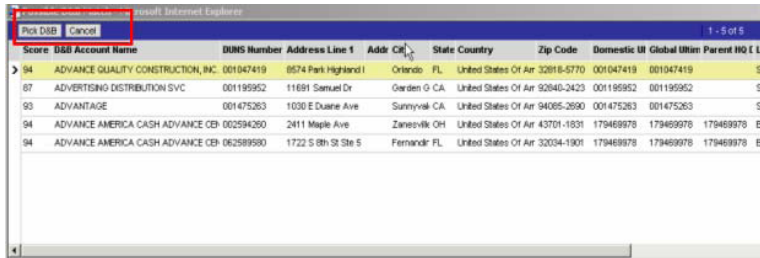 Possible D&B Match - Microsoft Internet Explorer
Pick D&B Cancel 1 - 5 of 5
Score D&B Account Name DUNS Number Address Line 1 Addr City State Country Zip Code Domestic Ul Global Ultim Parent HQ D L
94 ADVANCE QUALITY CONSTRUCTION, INC. 001047419 8574 Park Highland I Orlando FL United States Of Am 32818-5770 001047419 001047419 S
87 ADVERTISING DISTRIBUTION SVC 001195952 11691 Samuel Dr Garden G CA United States Of Am 92840-2423 001195952 001195952 S
93 ADVANTAGE 001475263 1030 E Duane Ave Sunnyval CA United States Of Am 94085-2690 001475263 001475263 S
94 ADVANCE AMERICA CASH ADVANCE CEN 002594260 2411 Maple Ave Zanesville OH United States Of Am 43701-1831 179469978 179469978 179469978 B
94 ADVANCE AMERICA CASH ADVANCE CEN 062589580 1722 S 8th St Ste 5 Fernandir FL United States Of Am 32034-1901 179469978 179469978 179469978 B